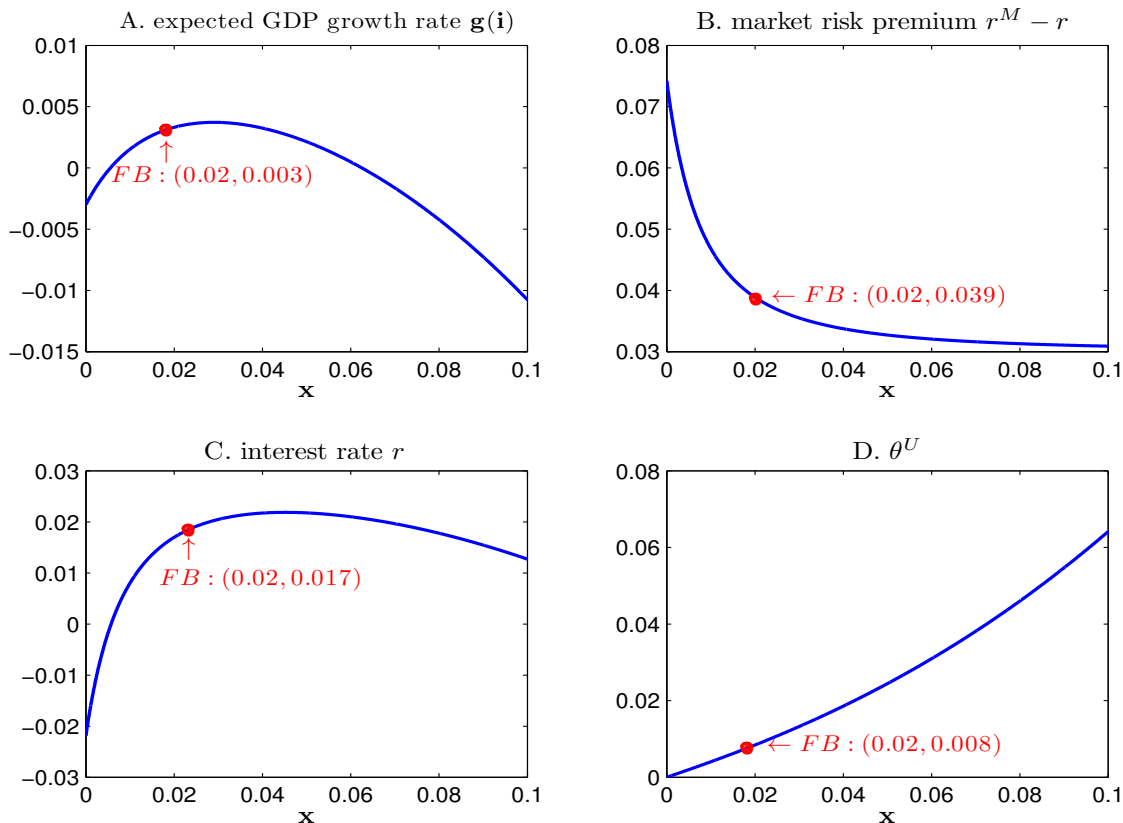 A. expected GDP growth rate g(i)
0.01
0.005
0
−0.005
−0.01
−0.015
↑
FB : (0.02, 0.003)
0 0.02 0.04 0.06 0.08 0.1
x
B. market risk premium r^M − r
0.08
0.07
0.06
0.05
0.04
0.03
← FB : (0.02, 0.039)
0 0.02 0.04 0.06 0.08 0.1
x
C. interest rate r
0.03
0.02
0.01
0
−0.01
−0.02
−0.03
↑
FB : (0.02, 0.017)
0 0.02 0.04 0.06 0.08 0.1
x
D. θ^U
0.08
0.06
0.04
0.02
0
← FB : (0.02, 0.008)
0 0.02 0.04 0.06 0.08 0.1
x